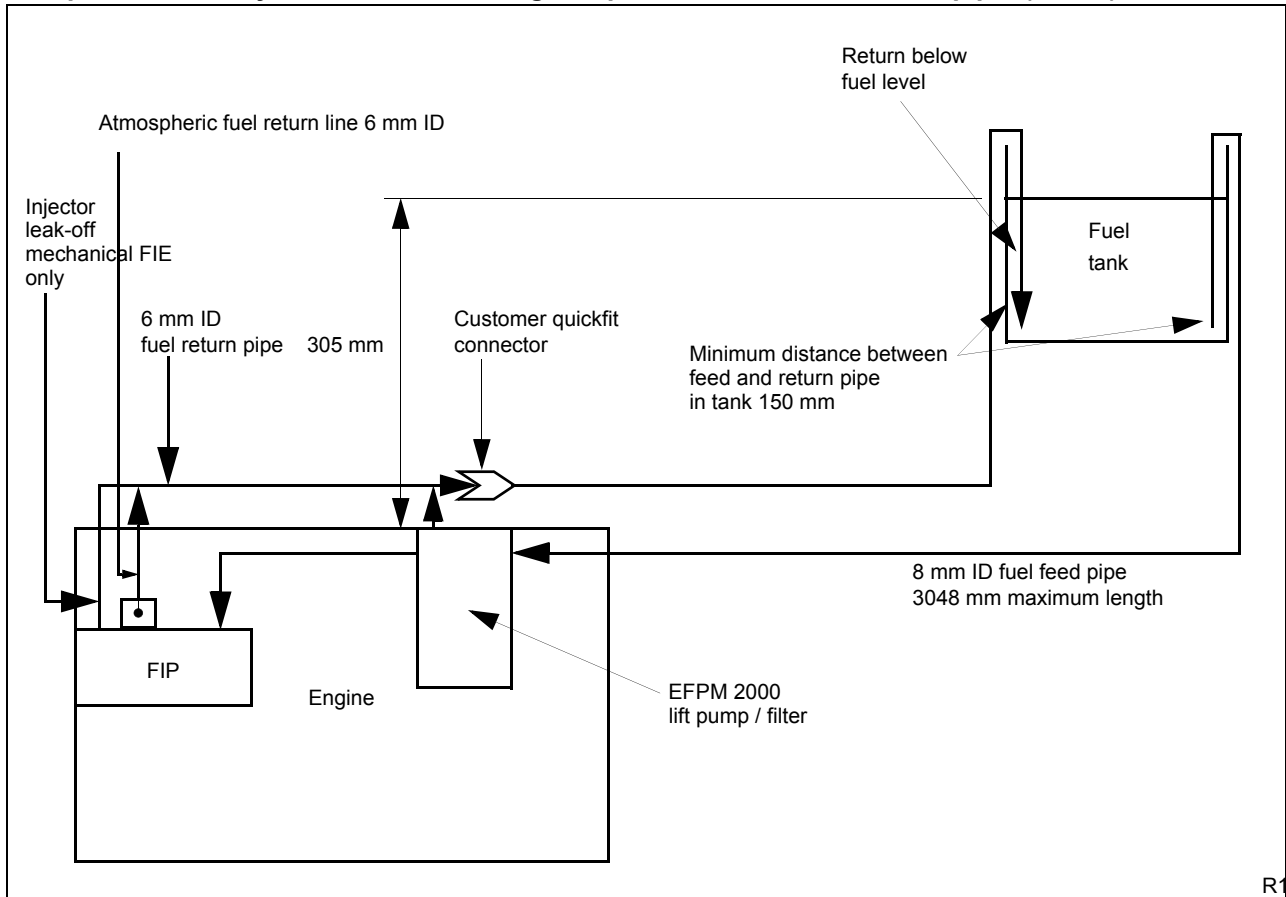 Return below
fuel level
Atmospheric fuel return line 6 mm ID
Injector
leak-off
mechanical FIE
only
Fuel
tank
6 mm ID
fuel return pipe
305 mm
Customer quickfit
connector
Minimum distance between
feed and return pipe
in tank 150 mm
8 mm ID fuel feed pipe
3048 mm maximum length
FIP
Engine
EFPM 2000
lift pump / filter
R1